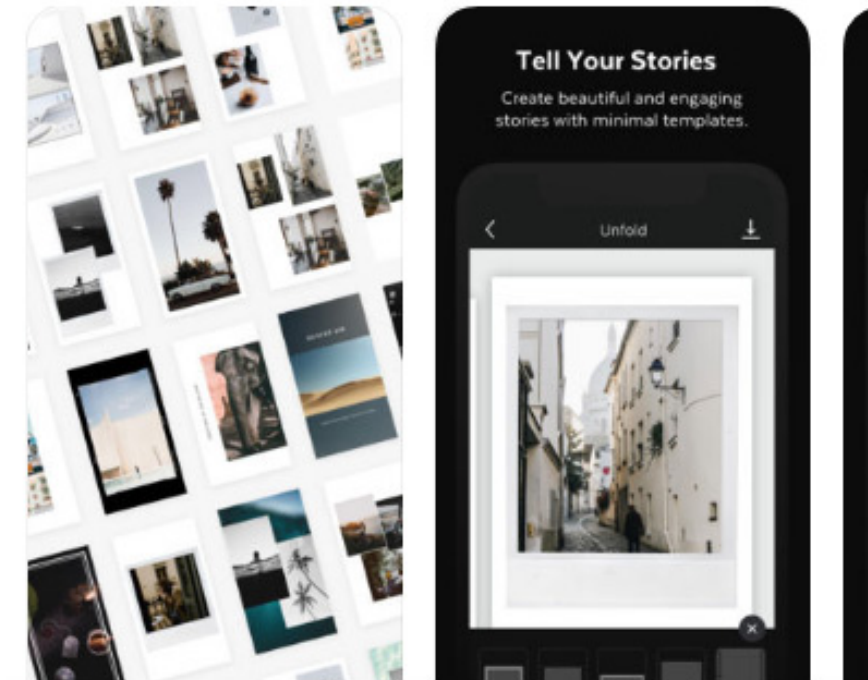 Tell Your Stories
Create beautiful and engaging
stories with minimal templates.
Unfold